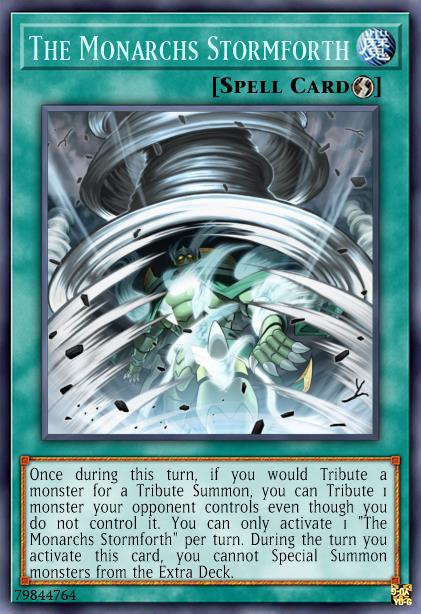 The Monarchs Stormforth
[Spell Card]
Once during this turn, if you would Tribute a
monster for a Tribute Summon, you can Tribute 1
monster your opponent controls even though you
do not control it. You can only activate 1 "The
Monarchs Stormforth" per turn. During the turn you
activate this card, you cannot Special Summon
monsters from the Extra Deck.
79844764